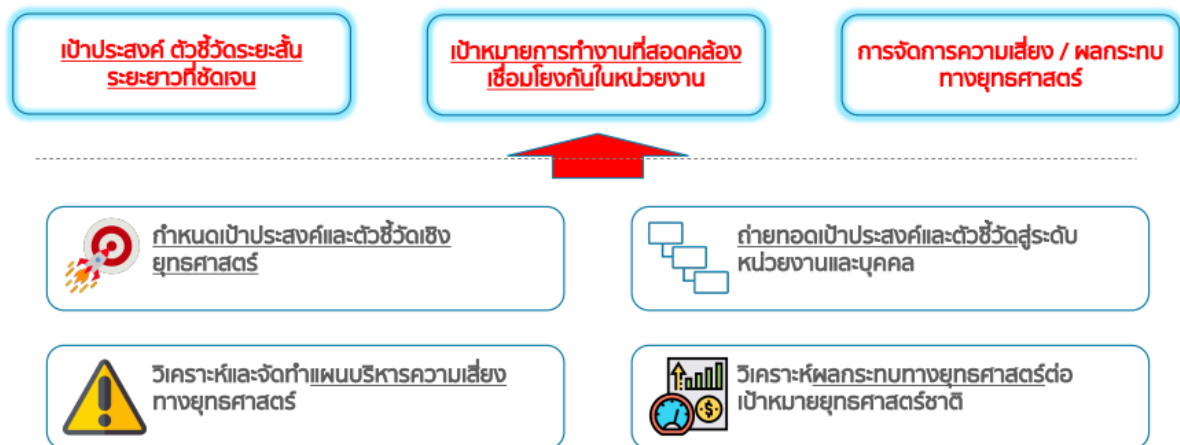 เป้าประสงค์ ตัวชี้วัดระยะสั้น
ระยะยาวที่ชัดเจน
เป้าหมายการทำงานที่สอดคล้อง
เชื่อมโยงกันในหน่วยงาน
การจัดการความเสี่ยง / ผลกระทบ
ทางยุทธศาสตร์
กำหนดเป้าประสงค์และตัวชี้วัดเชิง
ยุทธศาสตร์
ถ่ายทอดเป้าประสงค์และตัวชี้วัดสู่ระดับ
หน่วยงานและบุคคล
วิเคราะห์และจัดทำแผนบริหารความเสี่ยง
ทางยุทธศาสตร์
วิเคราะห์ผลกระทบทางยุทธศาสตร์ต่อ
เป้าหมายยุทธศาสตร์ชาติ